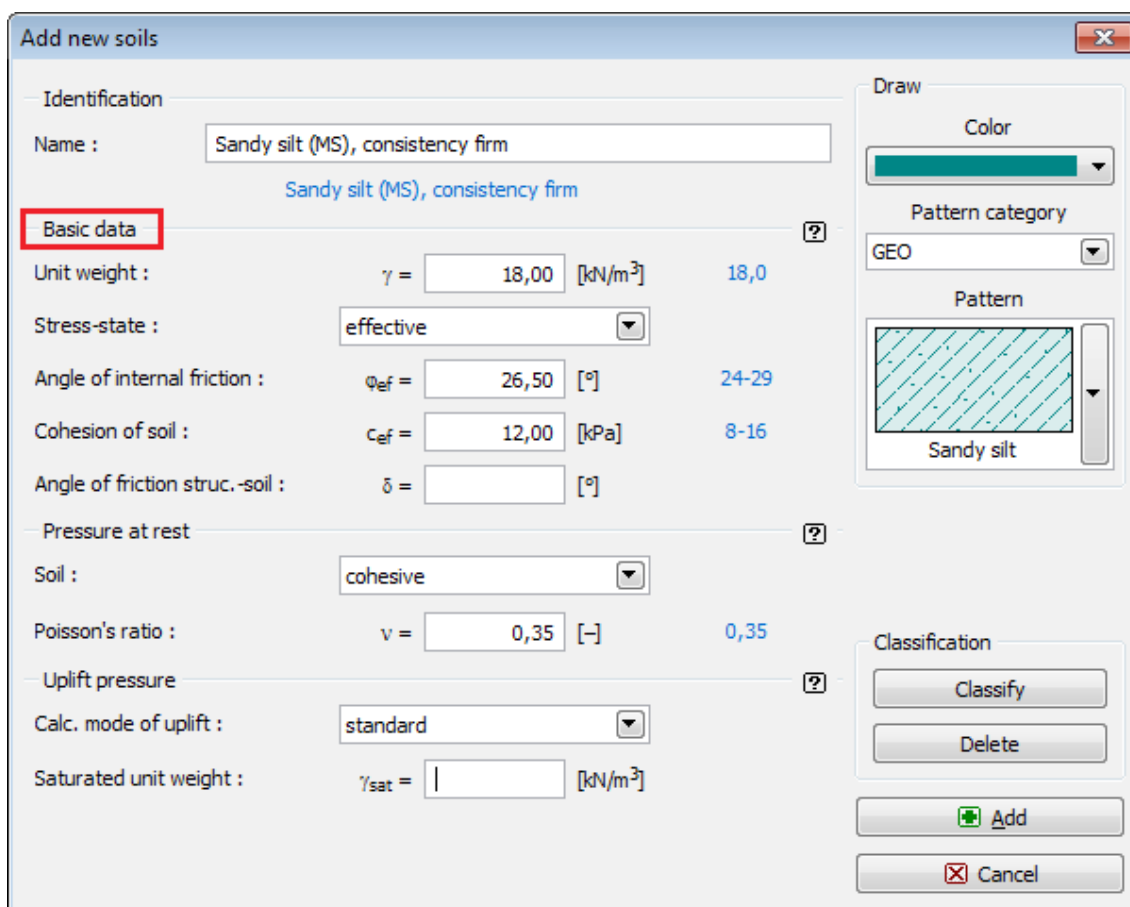 Add new soils
Identification
Name : Sandy silt (MS), consistency firm
Sandy silt (MS), consistency firm
Basic data [?]
Unit weight : γ = 18,00 [kN/m³] 18,0
Stress-state : effective
Angle of internal friction : φef = 26,50 [°] 24-29
Cohesion of soil : cef = 12,00 [kPa] 8-16
Angle of friction struc.-soil : δ = [°]
Pressure at rest [?]
Soil : cohesive
Poisson's ratio : ν = 0,35 [–] 0,35
Uplift pressure [?]
Calc. mode of uplift : standard
Saturated unit weight : γsat = [kN/m³]
Draw
Color
Pattern category
GEO
Pattern
Sandy silt
Classification
Classify
Delete
Add
Cancel